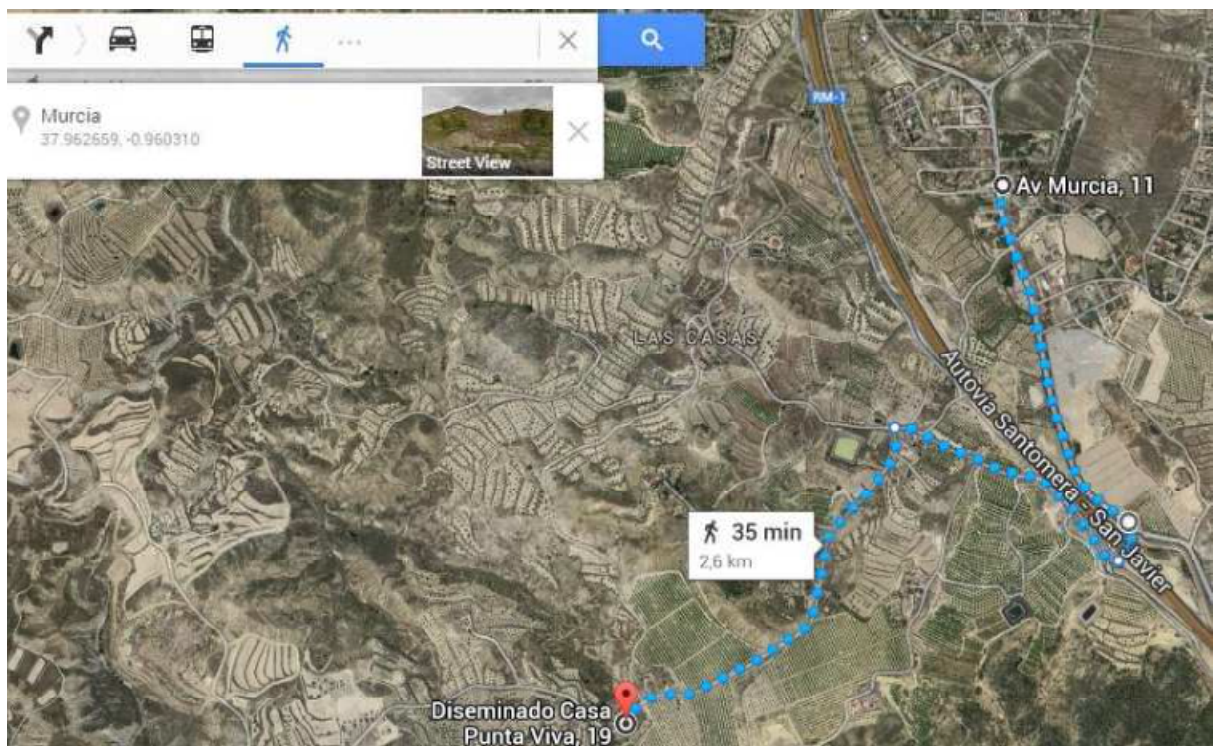 Murcia
37.962659, -0.960310
Street View
RM-1
Av Murcia, 11
LAS CASAS
Autovía Santomera - San Javier
35 min
2,6 km
Diseminado Casa
Punta Viva, 19